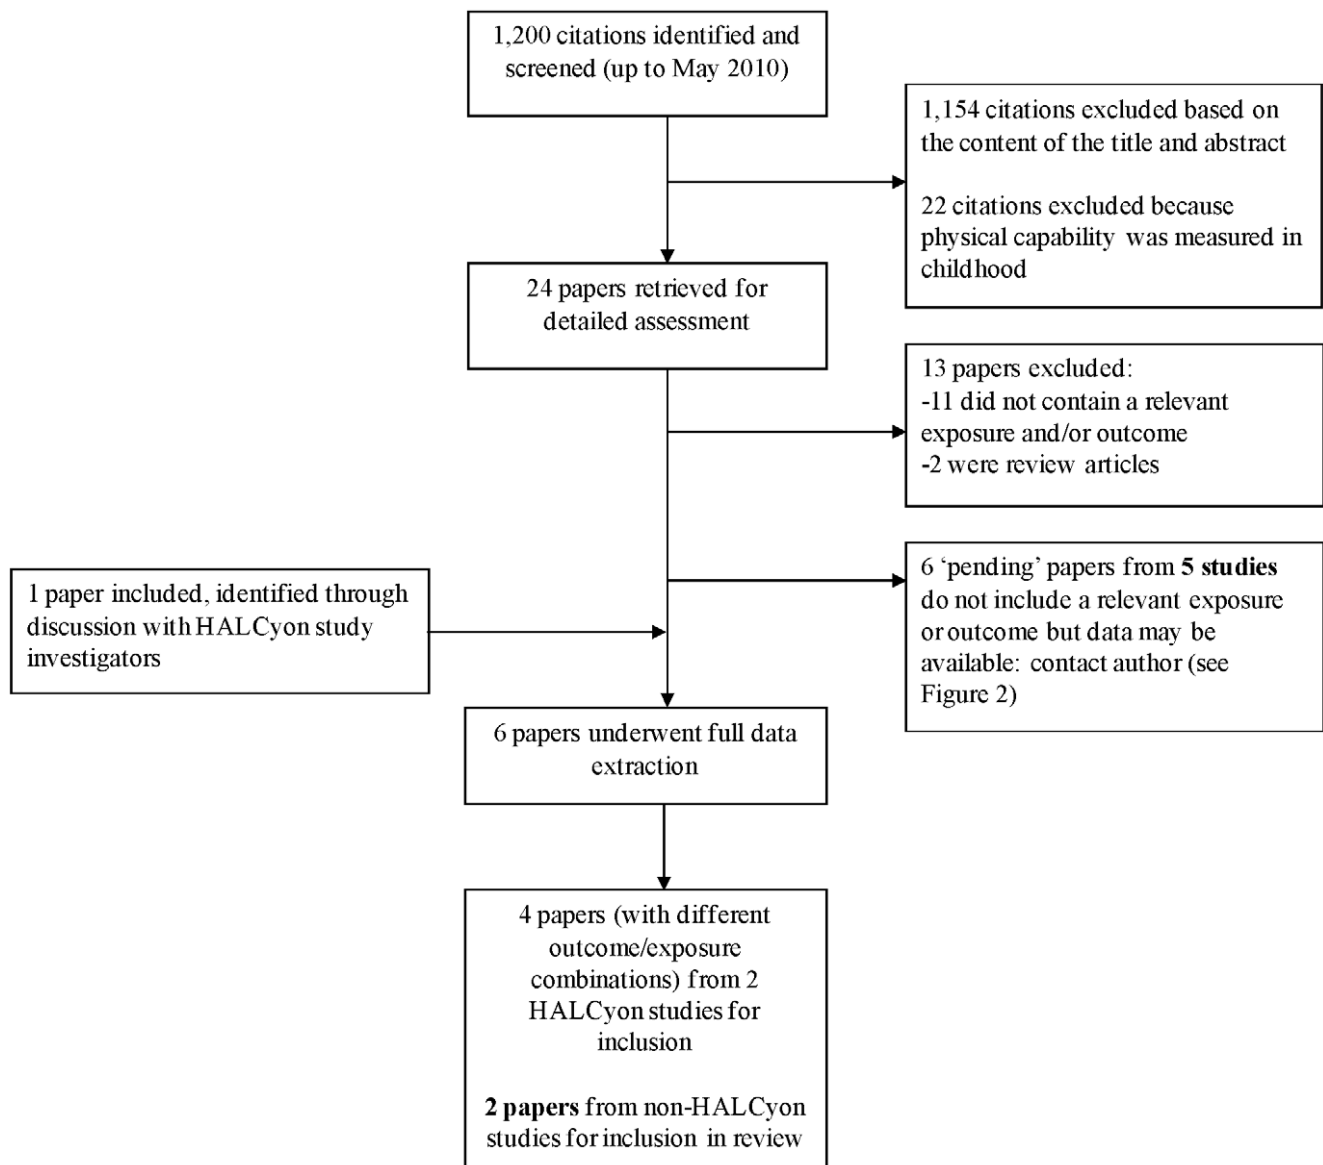 1,200 citations identified and
screened (up to May 2010)
1,154 citations excluded based on
the content of the title and abstract
22 citations excluded because
physical capability was measured in
childhood
24 papers retrieved for
detailed assessment
13 papers excluded:
-11 did not contain a relevant
exposure and/or outcome
-2 were review articles
6 ‘pending’ papers from 5 studies
do not include a relevant exposure
or outcome but data may be
available: contact author (see
Figure 2)
1 paper included, identified through
discussion with HALCyon study
investigators
6 papers underwent full data
extraction
4 papers (with different
outcome/exposure
combinations) from 2
HALCyon studies for
inclusion
2 papers from non-HALCyon
studies for inclusion in review